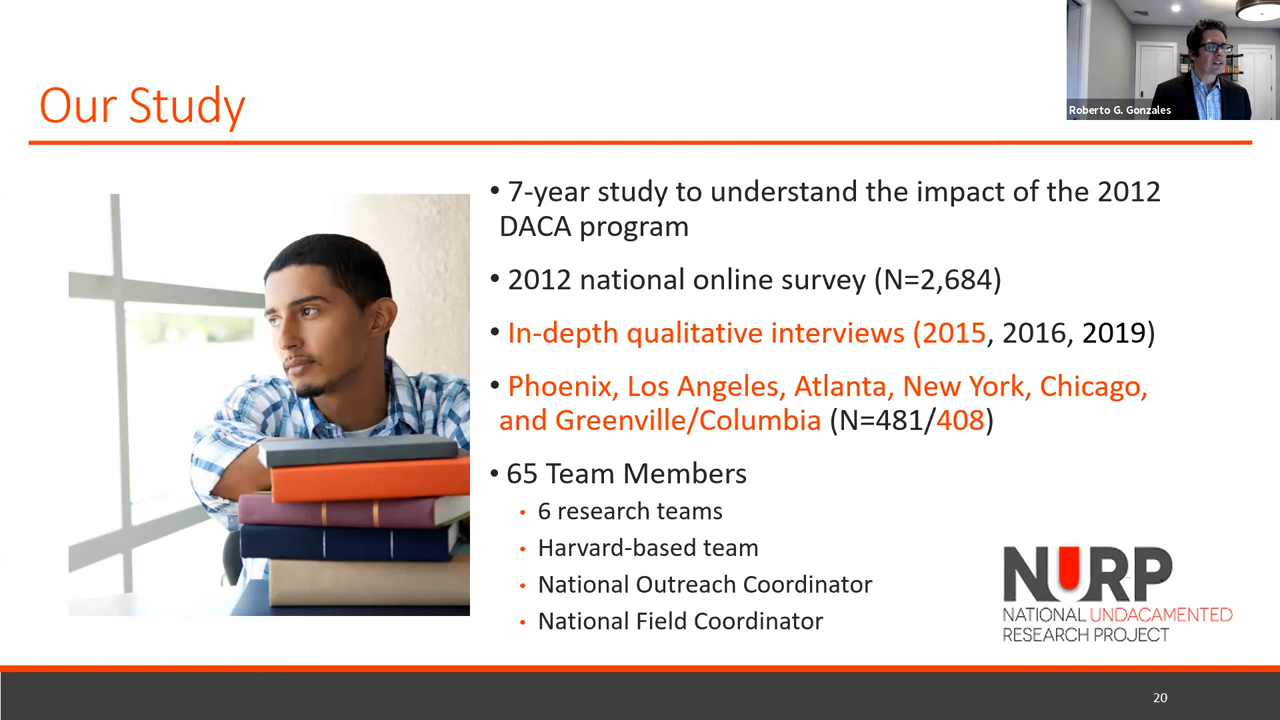 Roberto G. Gonzales
Our Study
• 7-year study to understand the impact of the 2012
DACA program
• 2012 national online survey (N=2,684)
• In-depth qualitative interviews (2015, 2016, 2019)
• Phoenix, Los Angeles, Atlanta, New York, Chicago,
and Greenville/Columbia (N=481/408)
• 65 Team Members
• 6 research teams
• Harvard-based team
• National Outreach Coordinator
• National Field Coordinator
NURP
NATIONAL UNDACAMENTED
RESEARCH PROJECT
20